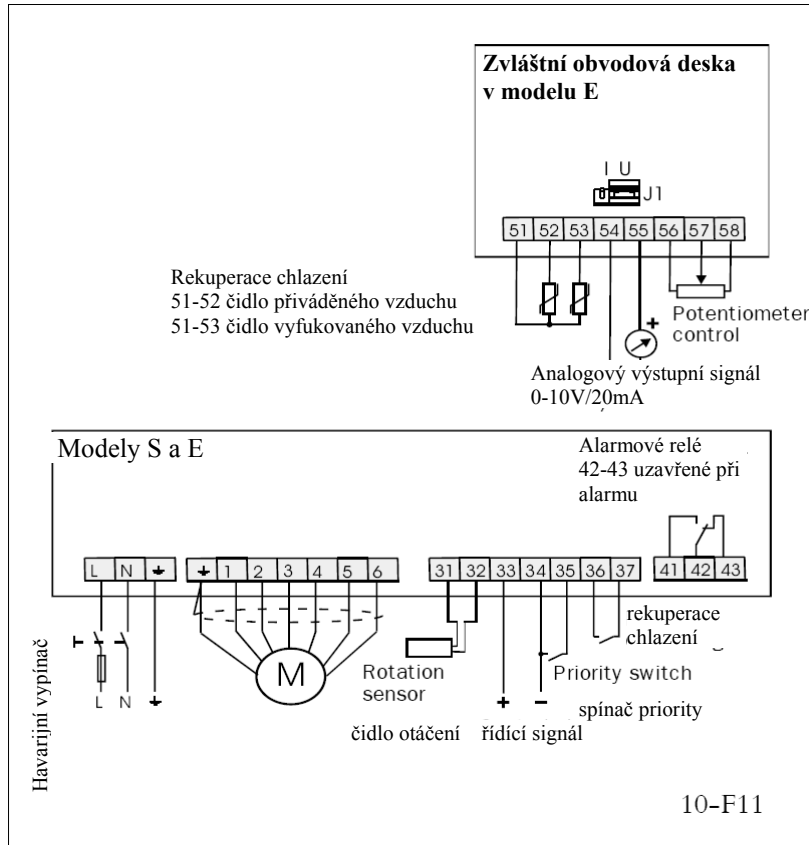 Zvláštní obvodová deska
v modelu E
I U
J1
51 52 53 54 55 56 57 58
Rekuperace chlazení
51-52 čidlo přiváděného vzduchu
51-53 čidlo vyfukovaného vzduchu
+
Potentiometer
control
Analogový výstupní signál
0-10V/20mA
Modely S a E
Alarmové relé
42-43 uzavřené při
alarmu
L N
1 2 3 4 5 6
31 32 33 34 35 36 37
41 42 43
Havarijní vypínač
L N
M
Rotation
sensor
čidlo otáčení
+
řídící signál
-
rekuperace
chlazení
Priority switch
spínač priority
10-F11